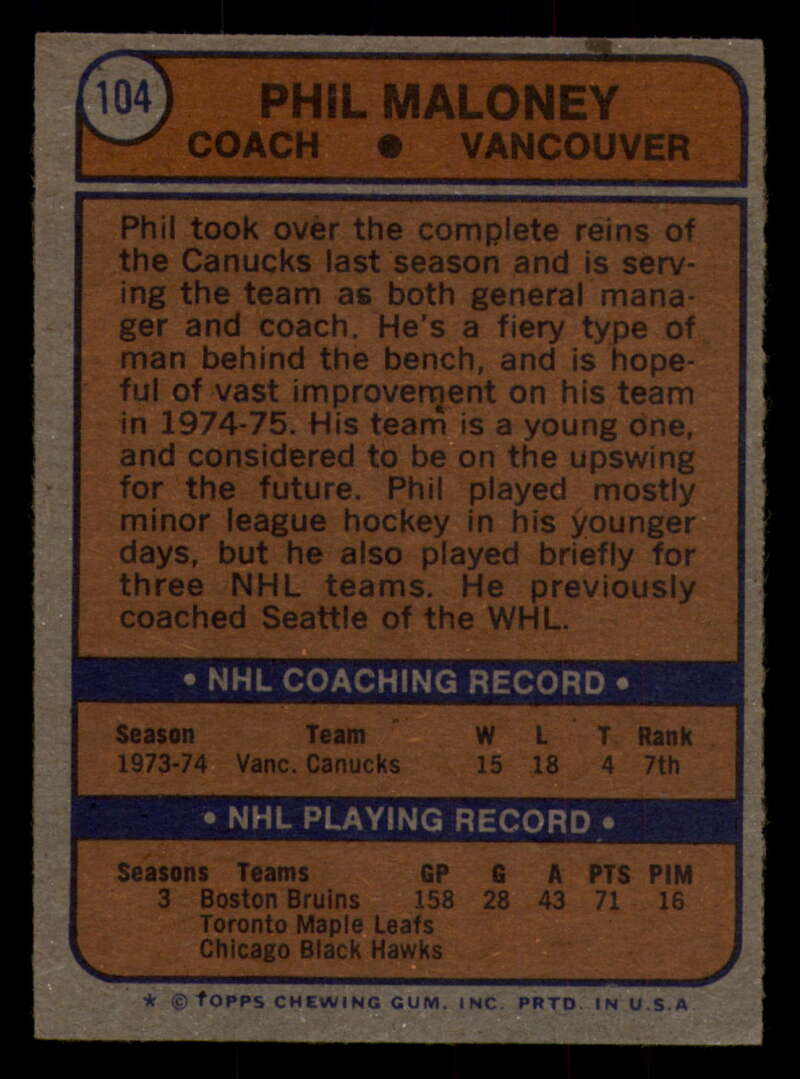 104
PHIL MALONEY
COACH ● VANCOUVER
Phil took over the complete reins of
the Canucks last season and is serv-
ing the team as both general mana-
ger and coach. He's a fiery type of
man behind the bench, and is hope-
ful of vast improvement on his team
in 1974-75. His team is a young one,
and considered to be on the upswing
for the future. Phil played mostly
minor league hockey in his younger
days, but he also played briefly for
three NHL teams. He previously
coached Seattle of the WHL.
• NHL COACHING RECORD •
Season Team W L T Rank
1973-74 Vanc. Canucks 15 18 4 7th
• NHL PLAYING RECORD •
Seasons Teams GP G A PTS PIM
3 Boston Bruins 158 28 43 71 16
Toronto Maple Leafs
Chicago Black Hawks
* © TOPPS CHEWING GUM, INC. PRTD. IN U.S.A